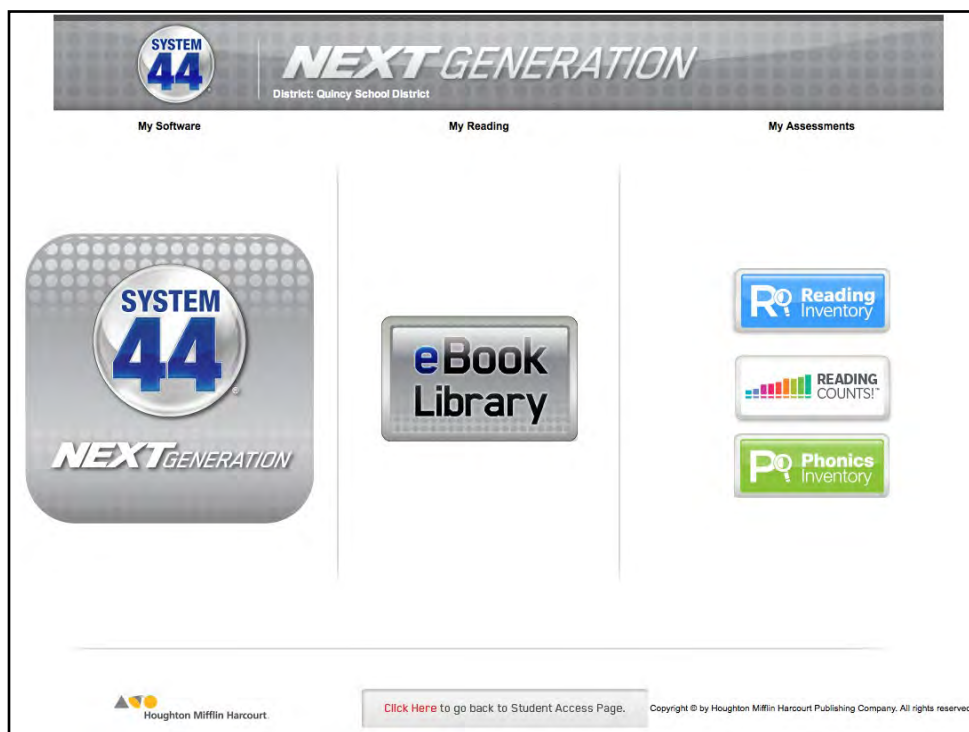 SYSTEM
44
NEXT GENERATION
District: Quincy School District
My Software
My Reading
My Assessments
SYSTEM
44
NEXT GENERATION
eBook
Library
Reading
Inventory
READING
COUNTS!™
Phonics
Inventory
Houghton Mifflin Harcourt
Click Here to go back to Student Access Page.
Copyright © by Houghton Mifflin Harcourt Publishing Company. All rights reserved